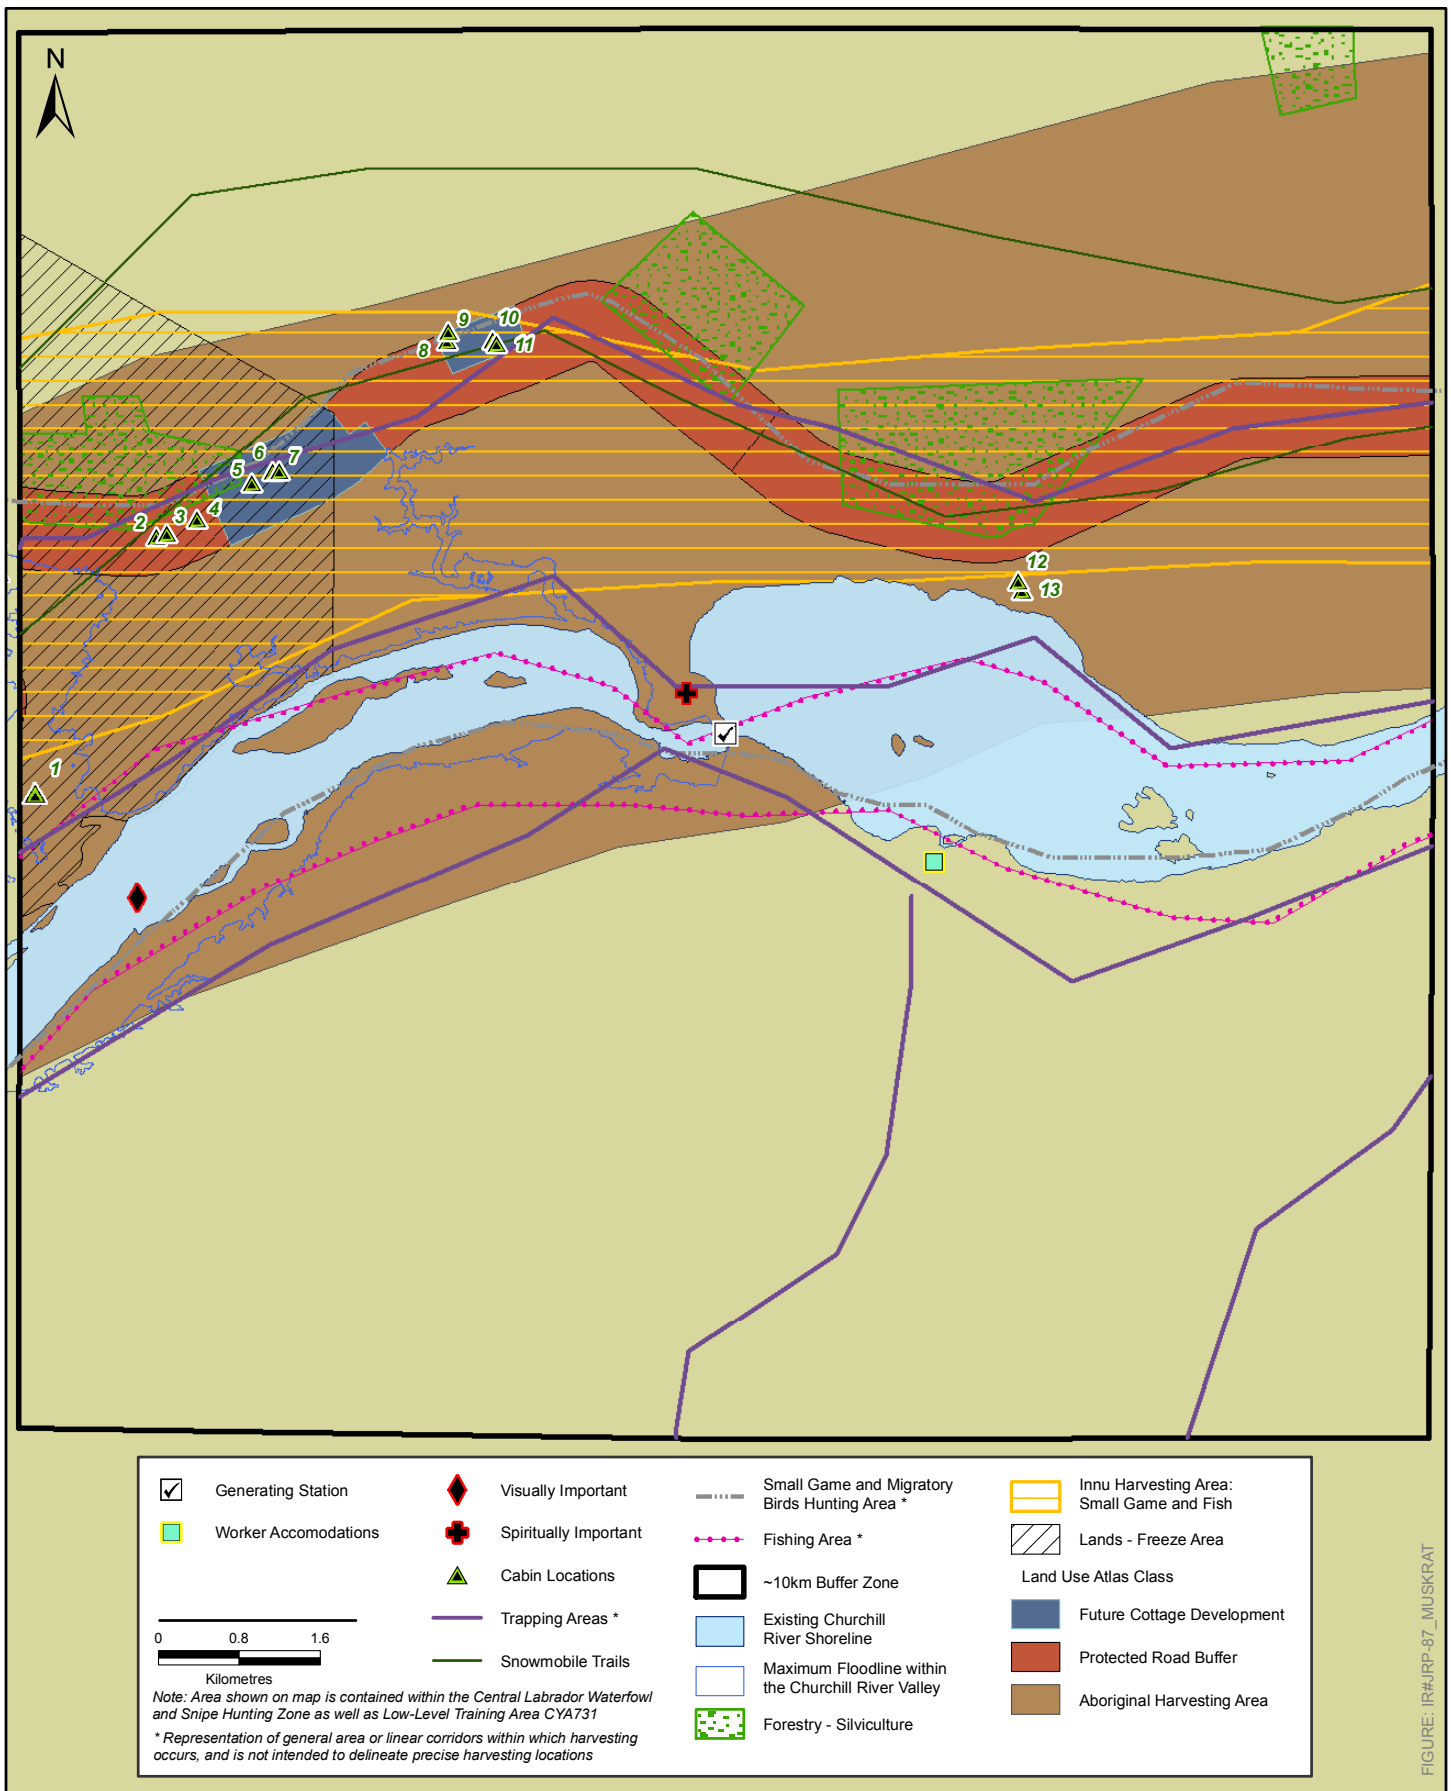 N
9
10
8
11
6
7
5
2
3
4
12
13
1
Generating Station
Worker Accomodations
0
0.8
1.6
Kilometres
Visually Important
Spiritually Important
Cabin Locations
Trapping Areas *
Snowmobile Trails
Small Game and Migratory
Birds Hunting Area *
Fishing Area *
~10km Buffer Zone
Existing Churchill
River Shoreline
Maximum Floodline within
the Churchill River Valley
Forestry - Silviculture
Innu Harvesting Area:
Small Game and Fish
Lands - Freeze Area
Land Use Atlas Class
Future Cottage Development
Protected Road Buffer
Aboriginal Harvesting Area
Note: Area shown on map is contained within the Central Labrador Waterfowl
and Snipe Hunting Zone as well as Low-Level Training Area CYA731
* Representation of general area or linear corridors within which harvesting
occurs, and is not intended to delineate precise harvesting locations
FIGURE: IR#JRP-87_MUSKRAT